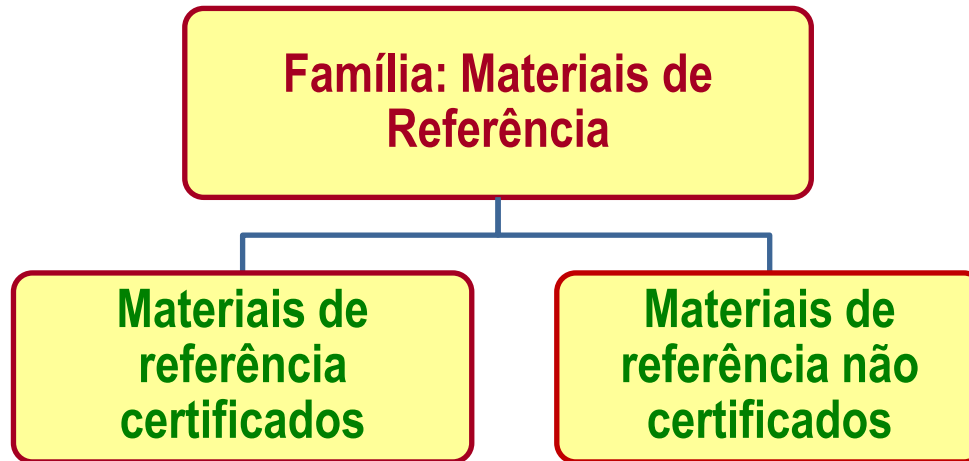 Família: Materiais de
Referência
Materiais de
referência
certificados
Materiais de
referência não
certificados